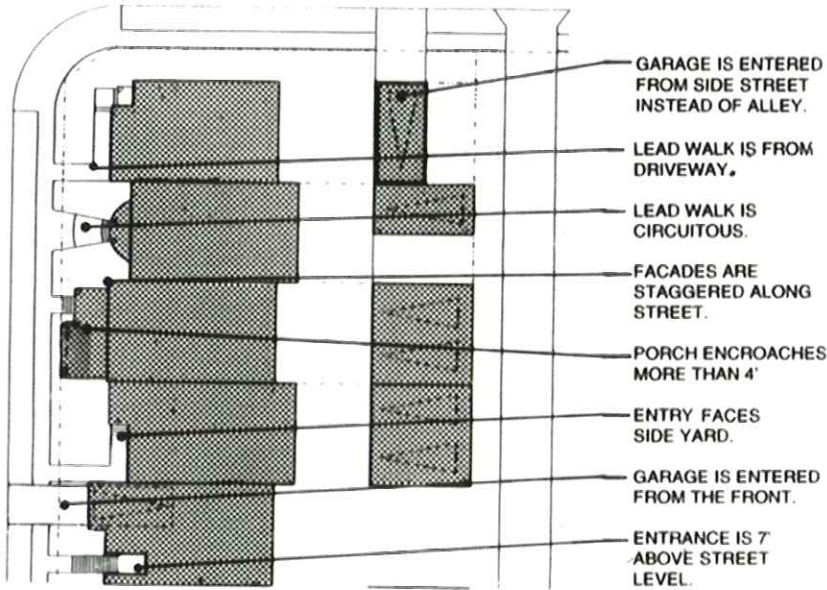 GARAGE IS ENTERED
FROM SIDE STREET
INSTEAD OF ALLEY.
LEAD WALK IS FROM
DRIVEWAY.
LEAD WALK IS
CIRCUITOUS.
FACADES ARE
STAGGERED ALONG
STREET.
PORCH ENCROACHES
MORE THAN 4'
ENTRY FACES
SIDE YARD.
GARAGE IS ENTERED
FROM THE FRONT.
ENTRANCE IS 7'
ABOVE STREET
LEVEL.